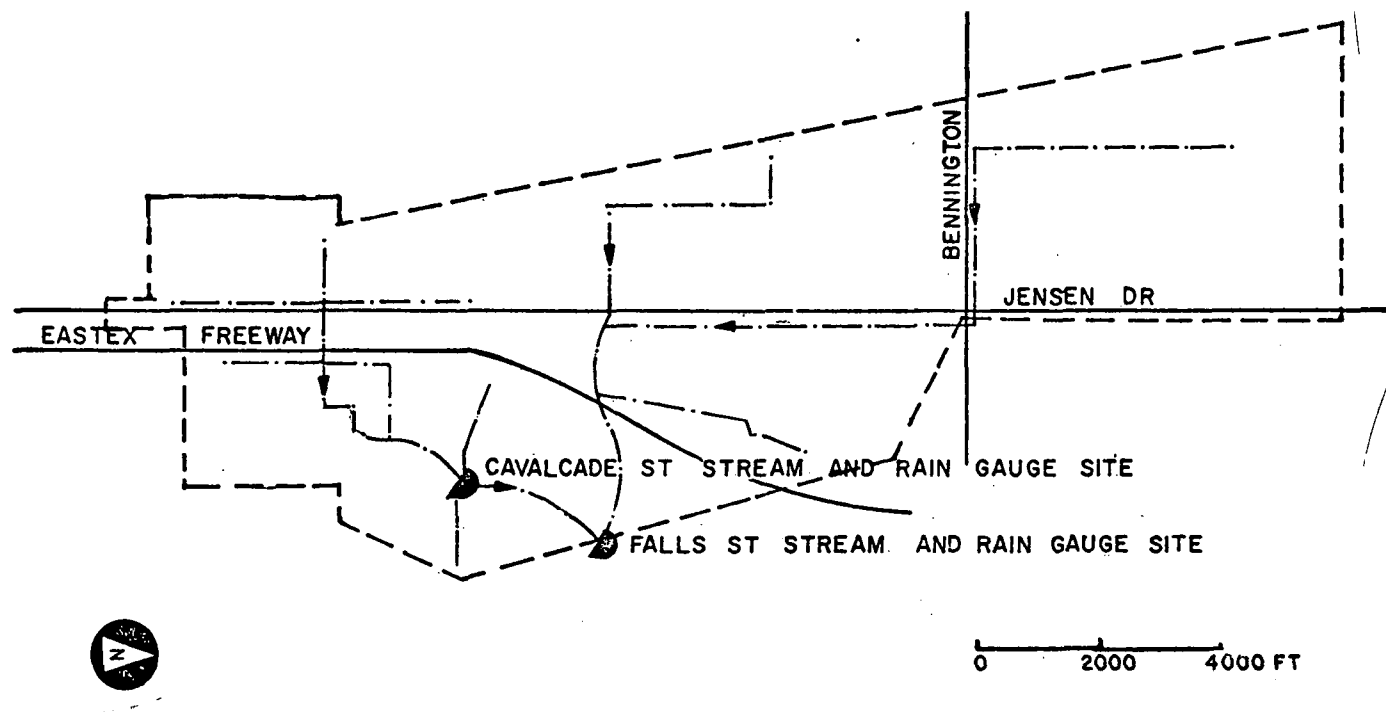 BENNINGTON
JENSEN DR
EASTEX FREEWAY
CAVALCADE ST STREAM AND RAIN GAUGE SITE
FALLS ST STREAM AND RAIN GAUGE SITE
N
0 2000 4000 FT